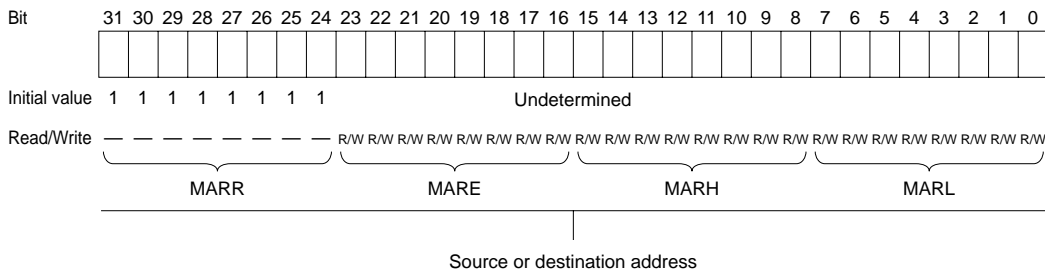 Bit 31 30 29 28 27 26 25 24 23 22 21 20 19 18 17 16 15 14 13 12 11 10 9 8 7 6 5 4 3 2 1 0
Initial value 1 1 1 1 1 1 1 1 Undetermined
Read/Write — — — — — — — — R/W R/W R/W R/W R/W R/W R/W R/W R/W R/W R/W R/W R/W R/W R/W R/W R/W R/W R/W R/W R/W R/W R/W R/W
MARR MARE MARH MARL
Source or destination address